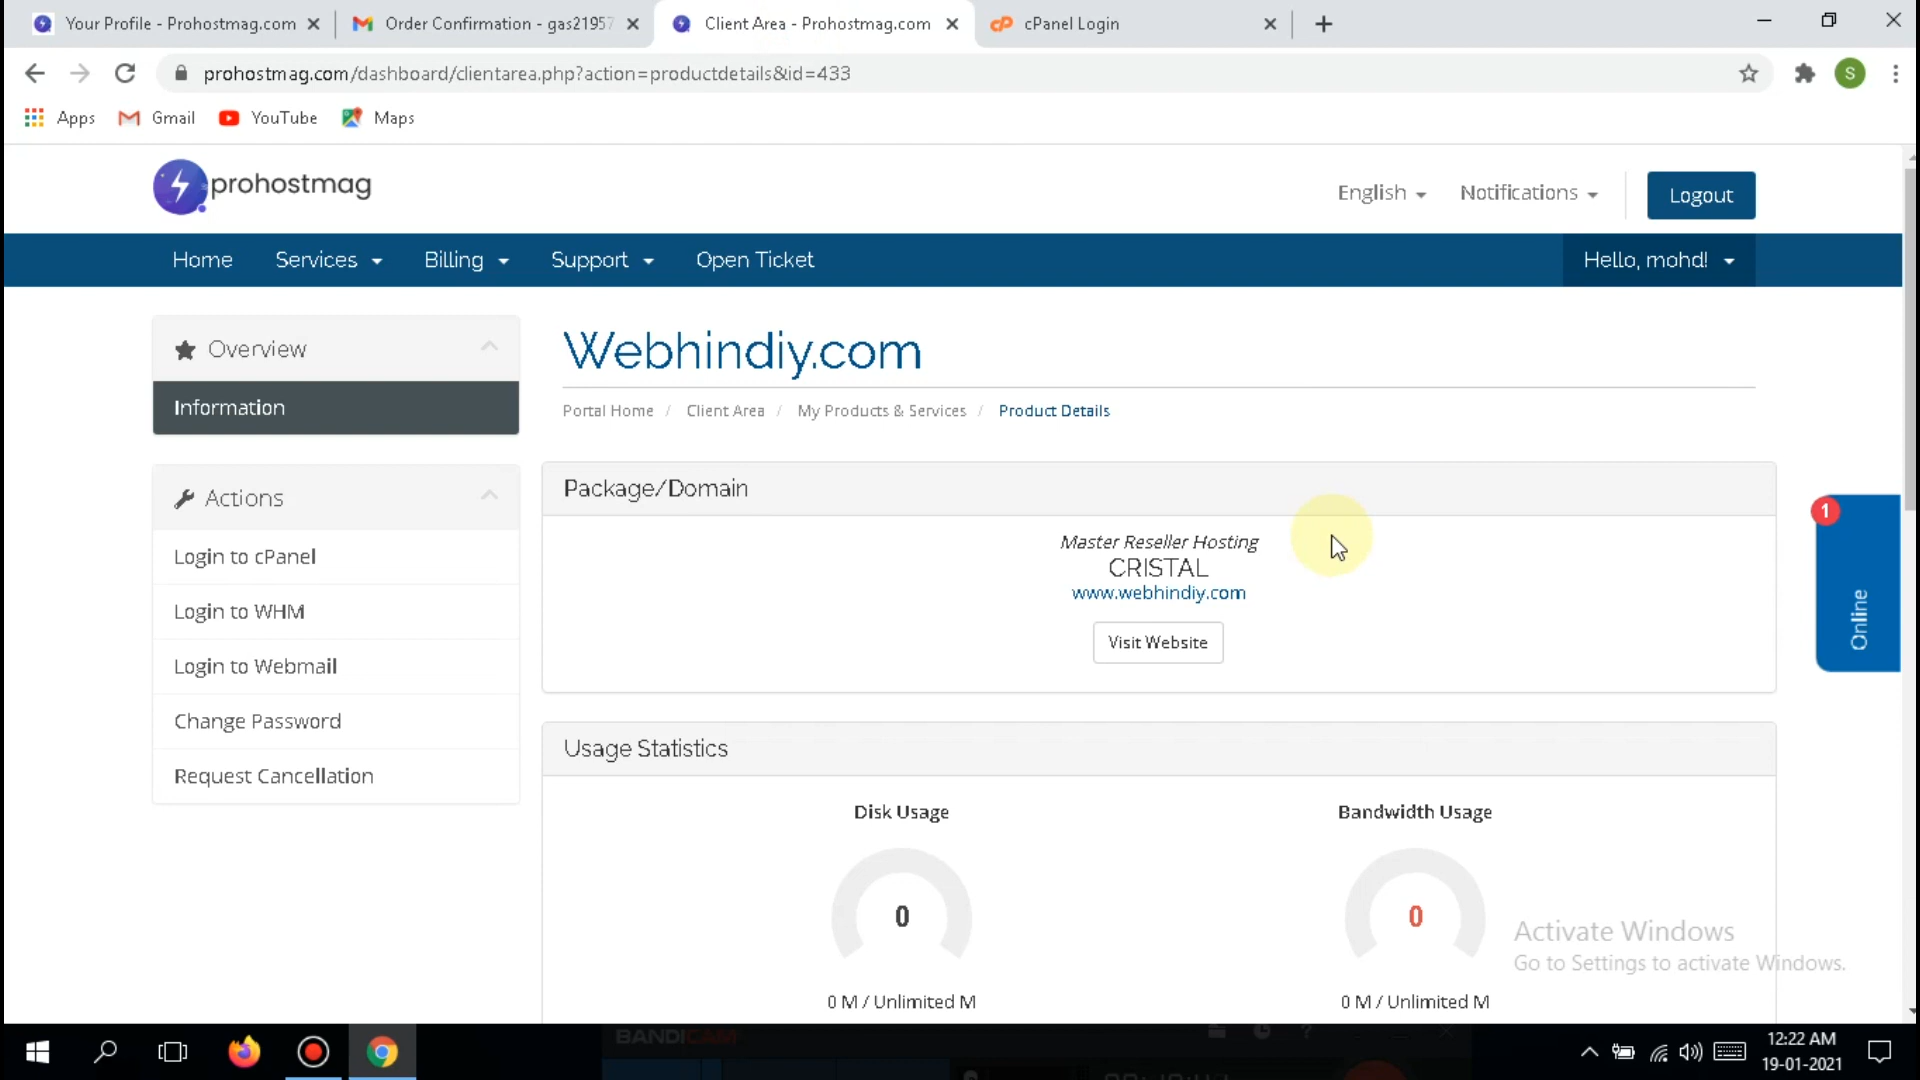 Your Profile - Prohostmag.com
Order Confirmation - gas21957
Client Area - Prohostmag.com
cPanel Login
prohostmag.com/dashboard/clientarea.php?action=productdetails&id=433
S
Apps
Gmail
YouTube
Maps
prohostmag
English
Notifications
Logout
Home
Services
Billing
Support
Open Ticket
Hello, mohd!
Overview
Information
Actions
Login to cPanel
Login to WHM
Login to Webmail
Change Password
Request Cancellation
Webhindiy.com
Portal Home / Client Area / My Products & Services / Product Details
Package/Domain
Master Reseller Hosting
CRISTAL
www.webhindiy.com
Visit Website
1
Online
Usage Statistics
Disk Usage
Bandwidth Usage
0
0
0 M / Unlimited M
0 M / Unlimited M
Activate Windows
Go to Settings to activate Windows.
BANDICAM
12:22 AM
19-01-2021